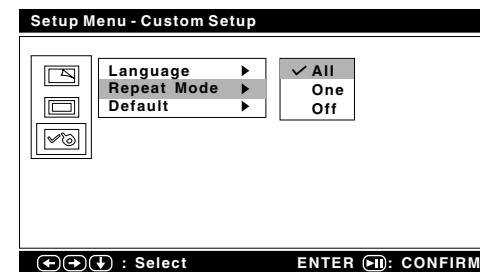 Setup Menu - Custom Setup
Language
Repeat Mode
Default
All
One
Off
: Select ENTER : CONFIRM